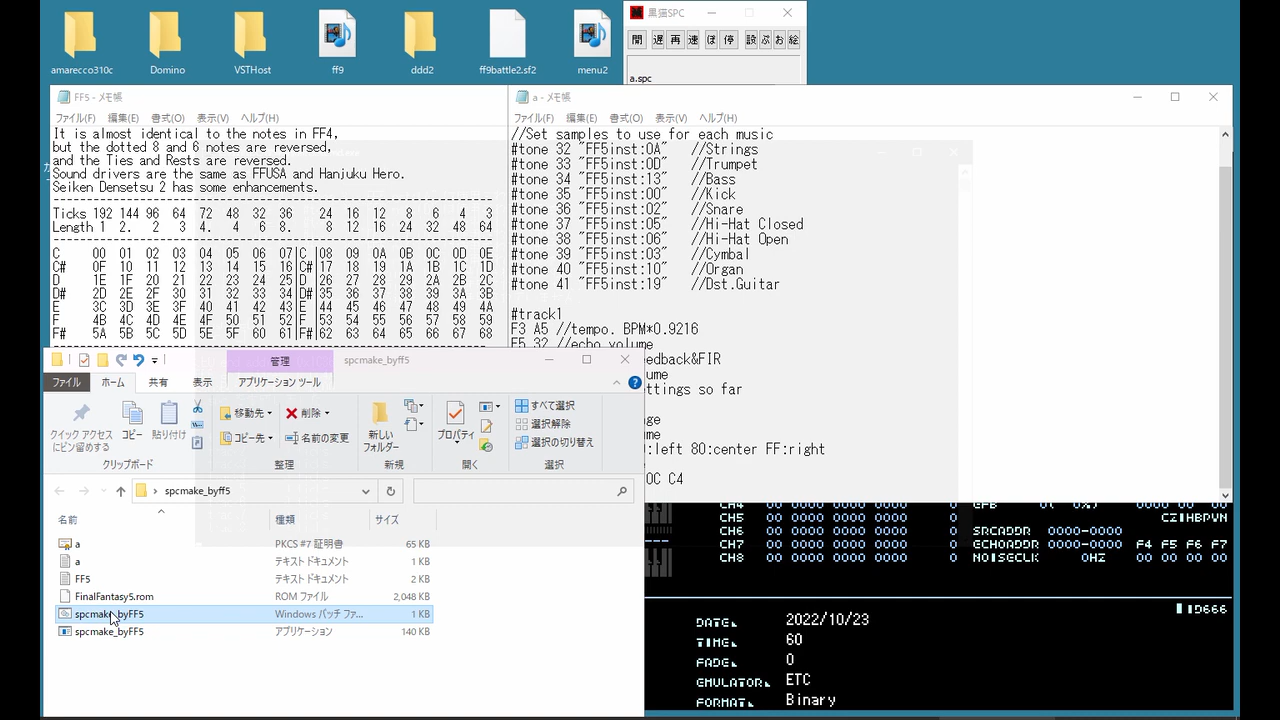 amarecco310c
Domino
VSTHost
ff9
ddd2
ff9battle2.sf2
menu2
黒猫SPC
開 遅 再 速 ぼ 停 設 ぷ お 絵
a.spc
FF5 - メモ帳
ファイル(F) 編集(E) 書式(O) 表示(V) ヘルプ(H)
It is almost identical to the notes in FF4,
but the dotted 8 and 6 notes are reversed,
and the Ties and Rests are reversed.
Sound drivers are the same as FFUSA and Hanjuku Hero.
Seiken Densetsu 2 has some enhancements.
Ticks 192 144 96 64 72 48 32 36 24 16 12 8 6 4 3
Length 1 2. 2 3 4. 4 6 8. 8 12 16 24 32 48 64
C 00 01 02 03 04 05 06 07|C |08 09 0A 0B 0C 0D 0E
C# 0F 10 11 12 13 14 15 16|C#|17 18 19 1A 1B 1C 1D
D 1E 1F 20 21 22 23 24 25|D |26 27 28 29 2A 2B 2C
D# 2D 2E 2F 30 31 32 33 34|D#|35 36 37 38 39 3A 3B
E 3C 3D 3E 3F 40 41 42 43|E |44 45 46 47 48 49 4A
F 4B 4C 4D 4E 4F 50 51 52|F |53 54 55 56 57 58 59
F# 5A 5B 5C 5D 5E 5F 60 61|F#|62 63 64 65 66 67 68
a - メモ帳
ファイル(F) 編集(E) 書式(O) 表示(V) ヘルプ(H)
//Set samples to use for each music
#tone 32 "FF5inst:0A" //Strings
#tone 33 "FF5inst:0D" //Trumpet
#tone 34 "FF5inst:13" //Bass
#tone 35 "FF5inst:00" //Kick
#tone 36 "FF5inst:02" //Snare
#tone 37 "FF5inst:05" //Hi-Hat Closed
#tone 38 "FF5inst:06" //Hi-Hat Open
#tone 39 "FF5inst:03" //Cymbal
#tone 40 "FF5inst:10" //Organ
#tone 41 "FF5inst:19" //Dst.Guitar
#track1
F3 A5 //tempo. BPM*0.9216
F5 32 //echo volume
eedback&FIR
ume
ettings so far
ge
ume
:left 80:center FF:right
0C C4
管理
spcmake_byff5
ファイル ホーム 共有 表示 アプリケーション ツール
クイック アクセスにピン留めする
コピー
貼り付け
クリップボード
移動先
コピー先
削除
名前の変更
整理
新しいフォルダー
新規
プロパティ
開く
すべて選択
選択解除
選択の切り替え
選択
spcmake_byff5
名前 種類 サイズ
a PKCS #7 証明書 65 KB
a テキスト ドキュメント 1 KB
FF5 テキスト ドキュメント 2 KB
FinalFantasy5.rom ROM ファイル 2,048 KB
spcmake_byFF5 Windows バッチ ファ... 1 KB
spcmake_byFF5 アプリケーション 140 KB
CH4 00 00 0000 0000 0
CH5 00 00 0000 0000 0
CH6 00 00 0000 0000 0
CH7 00 00 0000 0000 0
CH8 00 00 0000 0000 0
CZIHBPVN
SRCADDR 0000-0000
ECHOADDR 0000-0000 F4 F5 F6 F7
NOISECLK 0HZ 00 00 00 00
ID666
DATE 2022/10/23
TIME 60
FADE 0
EMULATOR ETC
FORMAT Binary